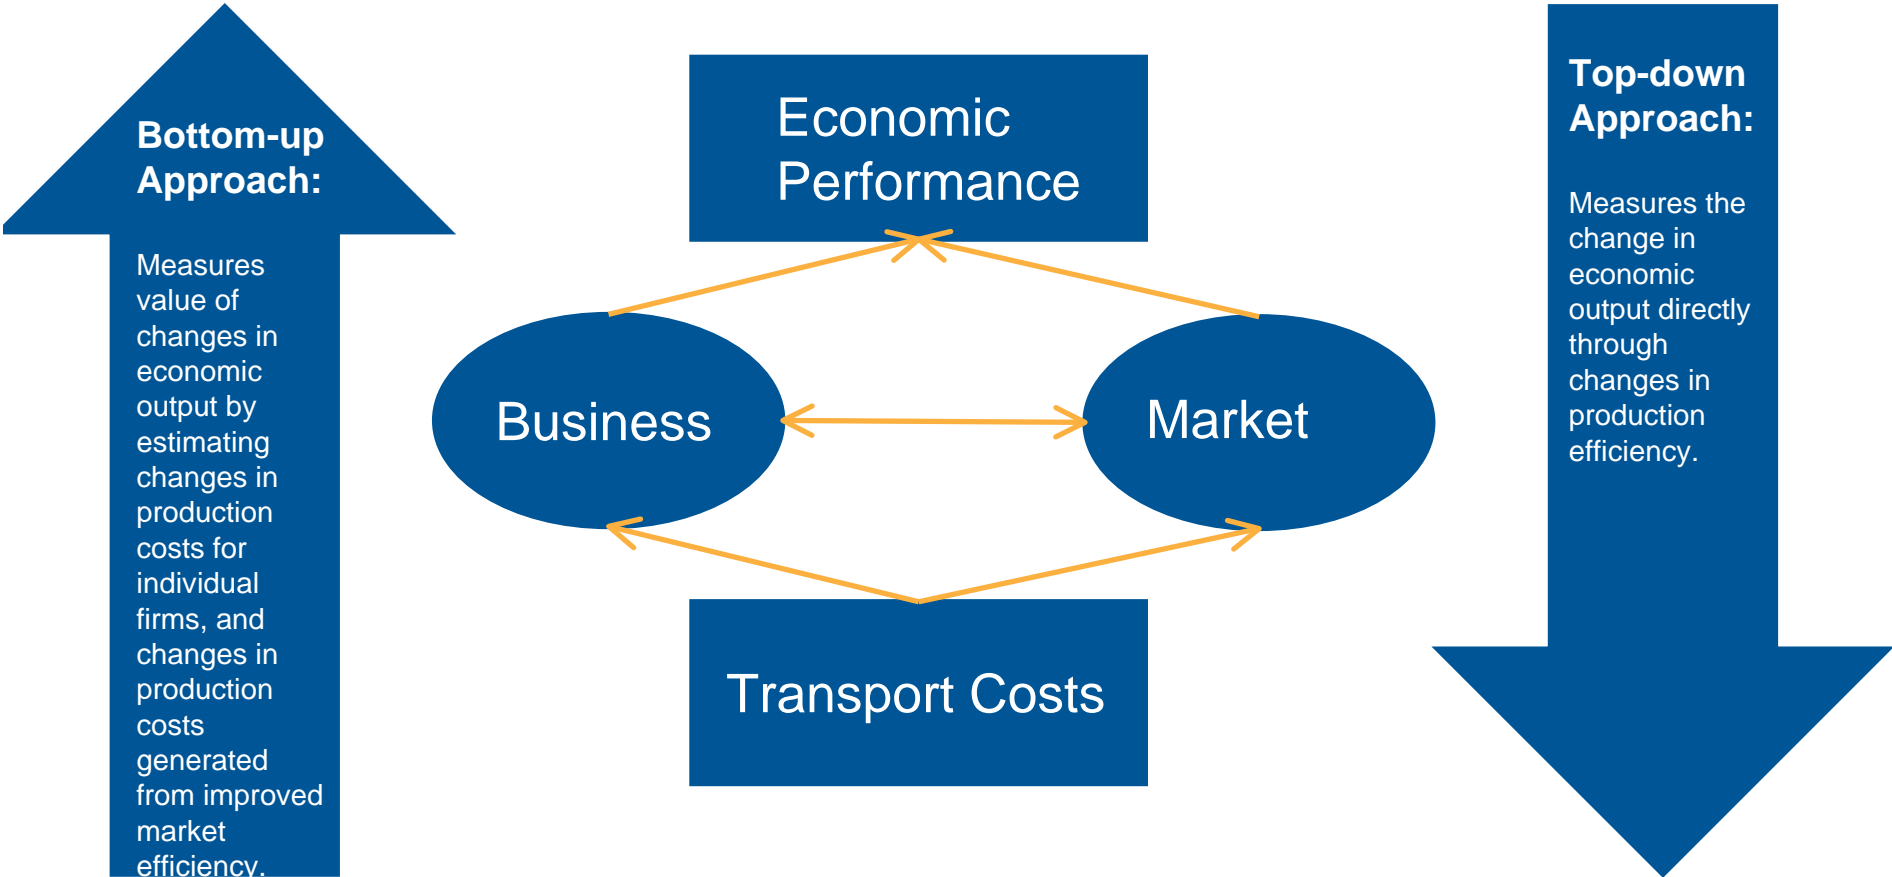 Bottom-up
Approach:
Measures
value of
changes in
economic
output by
estimating
changes in
production
costs for
individual
firms, and
changes in
production
costs
generated
from improved
market
efficiency.
Economic
Performance
Business
Market
Transport Costs
Top-down
Approach:
Measures the
change in
economic
output directly
through
changes in
production
efficiency.